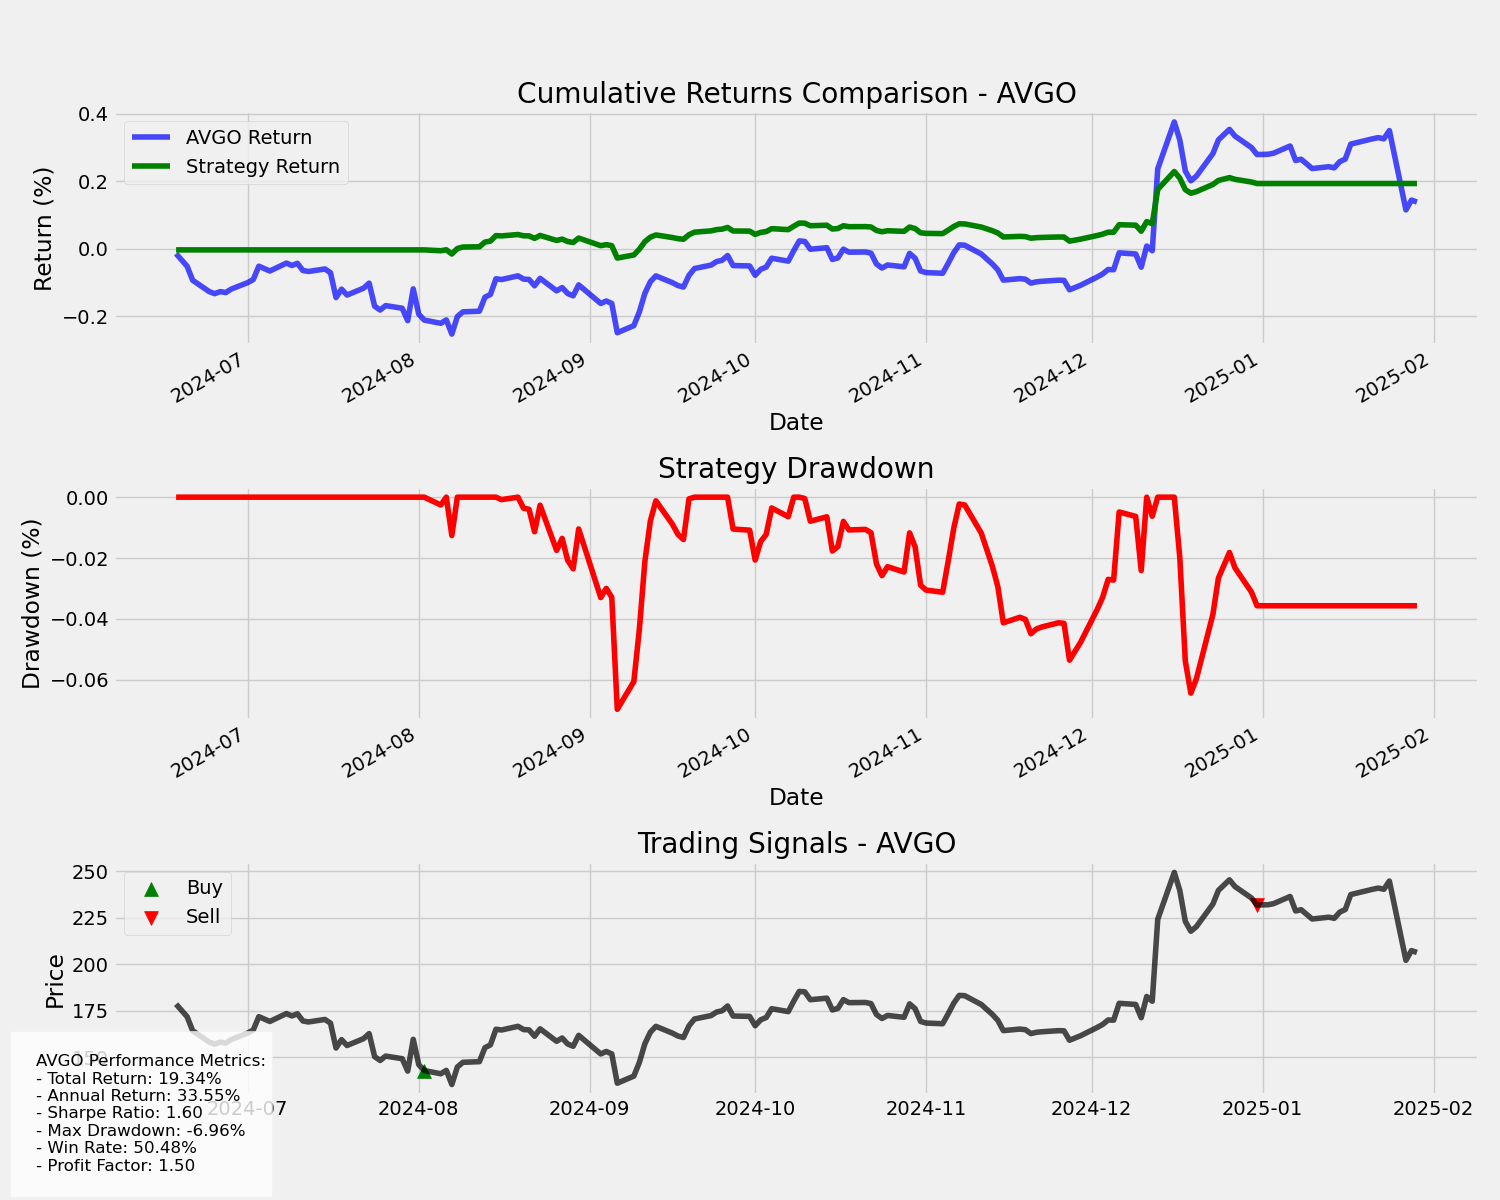 Cumulative Returns Comparison - AVGO
Return (%)
0.4
0.2
0.0
−0.2
AVGO Return
Strategy Return
2024-07 2024-08 2024-09 2024-10 2024-11 2024-12 2025-01 2025-02
Date
Strategy Drawdown
Drawdown (%)
0.00
−0.02
−0.04
−0.06
2024-07 2024-08 2024-09 2024-10 2024-11 2024-12 2025-01 2025-02
Date
Trading Signals - AVGO
Price
250
225
200
175
150
Buy
Sell
2024-07 2024-08 2024-09 2024-10 2024-11 2024-12 2025-01 2025-02
AVGO Performance Metrics:
- Total Return: 19.34%
- Annual Return: 33.55%
- Sharpe Ratio: 1.60
- Max Drawdown: -6.96%
- Win Rate: 50.48%
- Profit Factor: 1.50